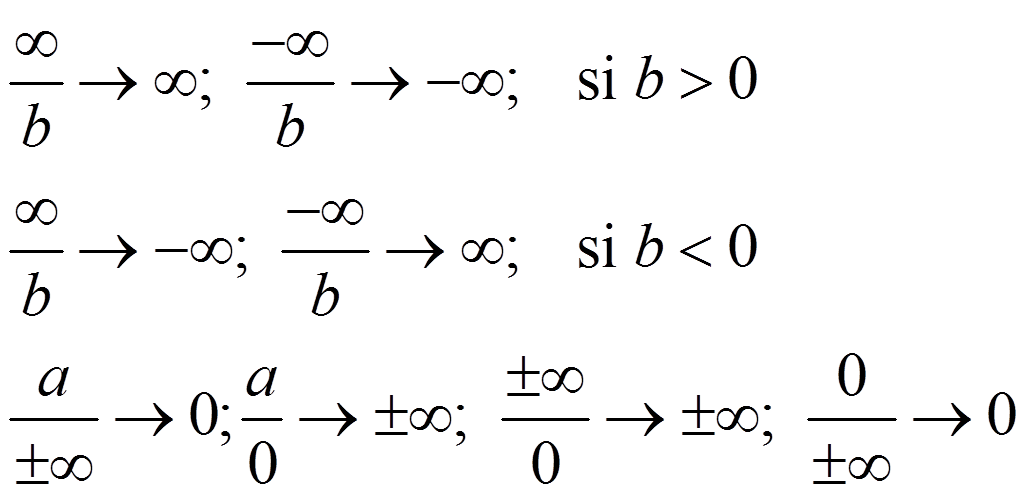 ∞/b → ∞; −∞/b → −∞; si b > 0
∞/b → −∞; −∞/b → ∞; si b < 0
a/±∞ → 0; a/0 → ±∞; ±∞/0 → ±∞; 0/±∞ → 0